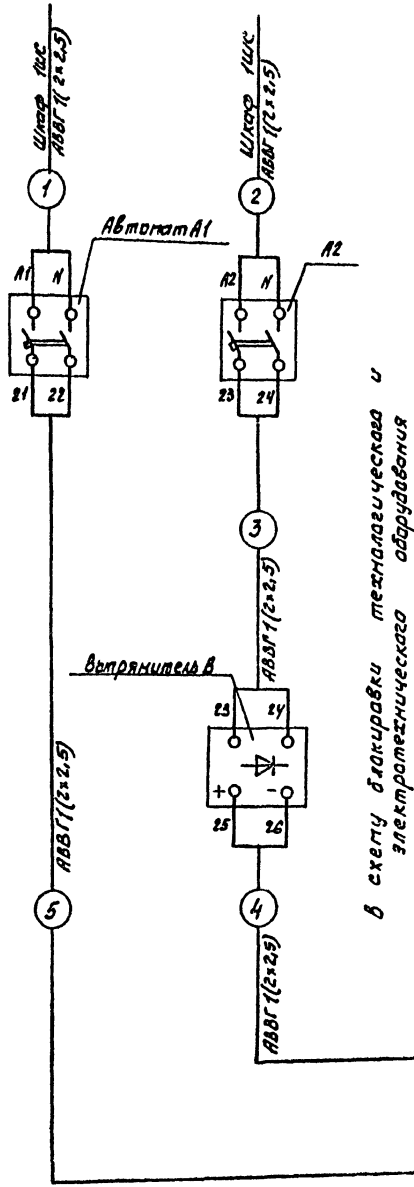 Шкаф 1ШС
АВВГ 1(2×2,5)
1
Автомат А1
А1
N
21
22
Шкаф 1ШС
АВВГ 1(2×2,5)
2
А2
А2
N
23
24
3
АВВГ 1(2×2,5)
Выпрямитель В
23
24
+
-
25
26
АВВГ 1(2×2,5)
5
4
АВВГ 1(2×2,5)
В схему блокировки технологического и
электротехнического оборудования